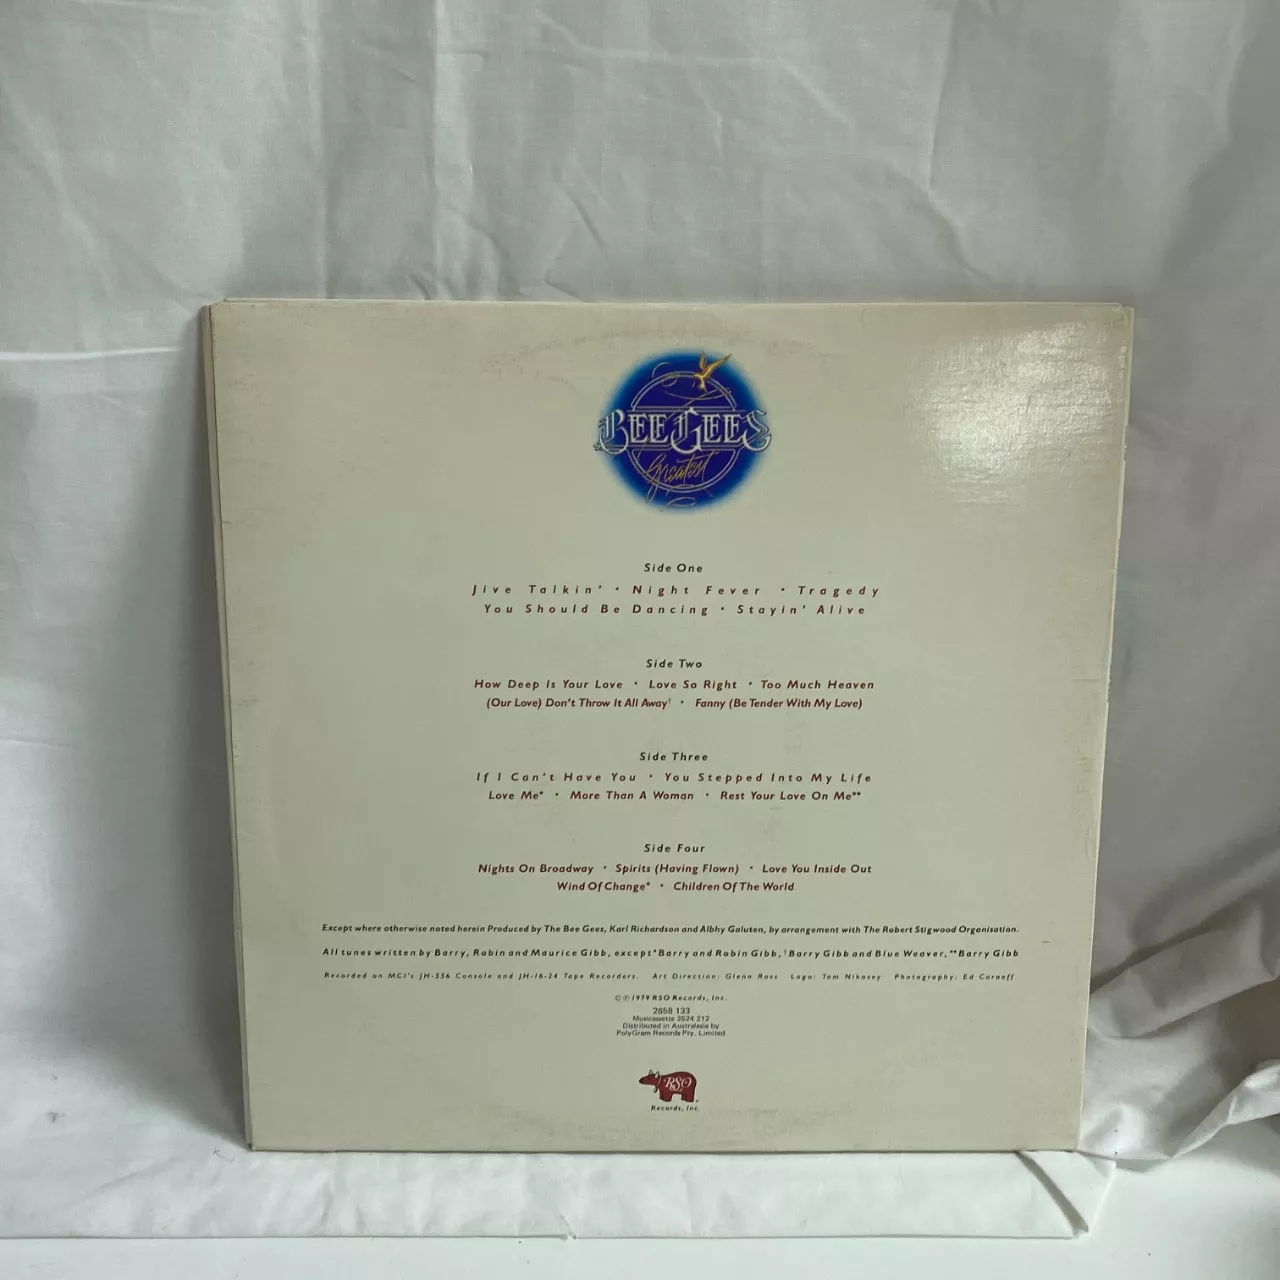 BEE GEES
Greatest
Side One
Jive Talkin' • Night Fever • Tragedy
You Should Be Dancing • Stayin' Alive
Side Two
How Deep Is Your Love • Love So Right • Too Much Heaven
(Our Love) Don't Throw It All Away† • Fanny (Be Tender With My Love)
Side Three
If I Can't Have You • You Stepped Into My Life
Love Me* • More Than A Woman • Rest Your Love On Me**
Side Four
Nights On Broadway • Spirits (Having Flown) • Love You Inside Out
Wind Of Change* • Children Of The World
Except where otherwise noted herein Produced by The Bee Gees, Karl Richardson and Albhy Galuten, by arrangement with The Robert Stigwood Organisation.
All tunes written by Barry, Robin and Maurice Gibb, except *Barry and Robin Gibb, †Barry Gibb and Blue Weaver, **Barry Gibb
Recorded on MCI's JH-556 Console and JH-16-24 Tape Recorders. Art Direction: Glenn Ross Logo: Tom Nikosey Photography: Ed Caraeff
© ℗ 1979 RSO Records, Inc.
2658 133
Musicassette 3524 212
Distributed in Australasia by
PolyGram Records Pty. Limited
RSO
Records, Inc.